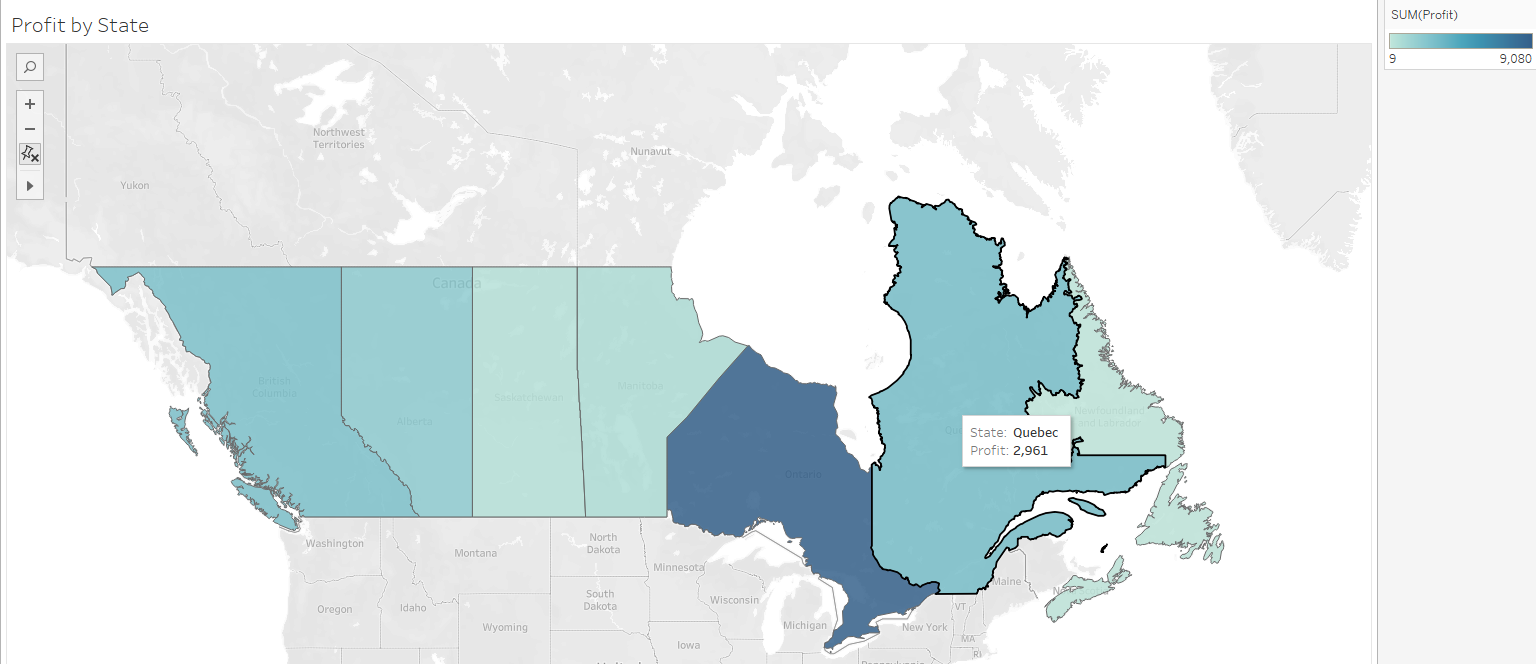 Profit by State
SUM(Profit)
9
9,080
Northwest
Territories
Nunavut
Yukon
Canada
British
Columbia
Alberta
Saskatchewan
Manitoba
Ontario
Newfoundland
and Labrador
State: Quebec
Profit: 2,961
Washington
Montana
North
Dakota
Minnesota
Oregon
Idaho
South
Dakota
Wisconsin
Michigan
Wyoming
Iowa
New York
VT
Maine
MA
RI
Pennsylvania